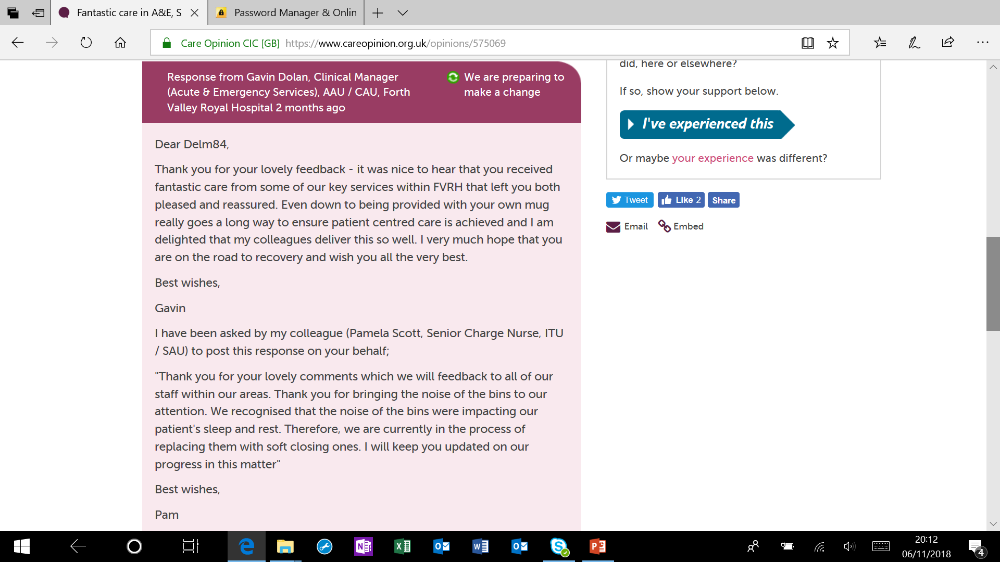 Fantastic care in A&E, S
Password Manager & Onlin
Care Opinion CIC [GB] https://www.careopinion.org.uk/opinions/575069
Response from Gavin Dolan, Clinical Manager
(Acute & Emergency Services), AAU / CAU, Forth
Valley Royal Hospital 2 months ago
We are preparing to
make a change
Dear Delm84,
Thank you for your lovely feedback - it was nice to hear that you received
fantastic care from some of our key services within FVRH that left you both
pleased and reassured. Even down to being provided with your own mug
really goes a long way to ensure patient centred care is achieved and I am
delighted that my colleagues deliver this so well. I very much hope that you
are on the road to recovery and wish you all the very best.
Best wishes,
Gavin
I have been asked by my colleague (Pamela Scott, Senior Charge Nurse, ITU
/ SAU) to post this response on your behalf;
"Thank you for your lovely comments which we will feedback to all of our
staff within our areas. Thank you for bringing the noise of the bins to our
attention. We recognised that the noise of the bins were impacting our
patient's sleep and rest. Therefore, we are currently in the process of
replacing them with soft closing ones. I will keep you updated on our
progress in this matter"
Best wishes,
Pam
did, here or elsewhere?
If so, show your support below.
I've experienced this
Or maybe your experience was different?
Tweet
Like 2
Share
Email
Embed
20:12
06/11/2018
4